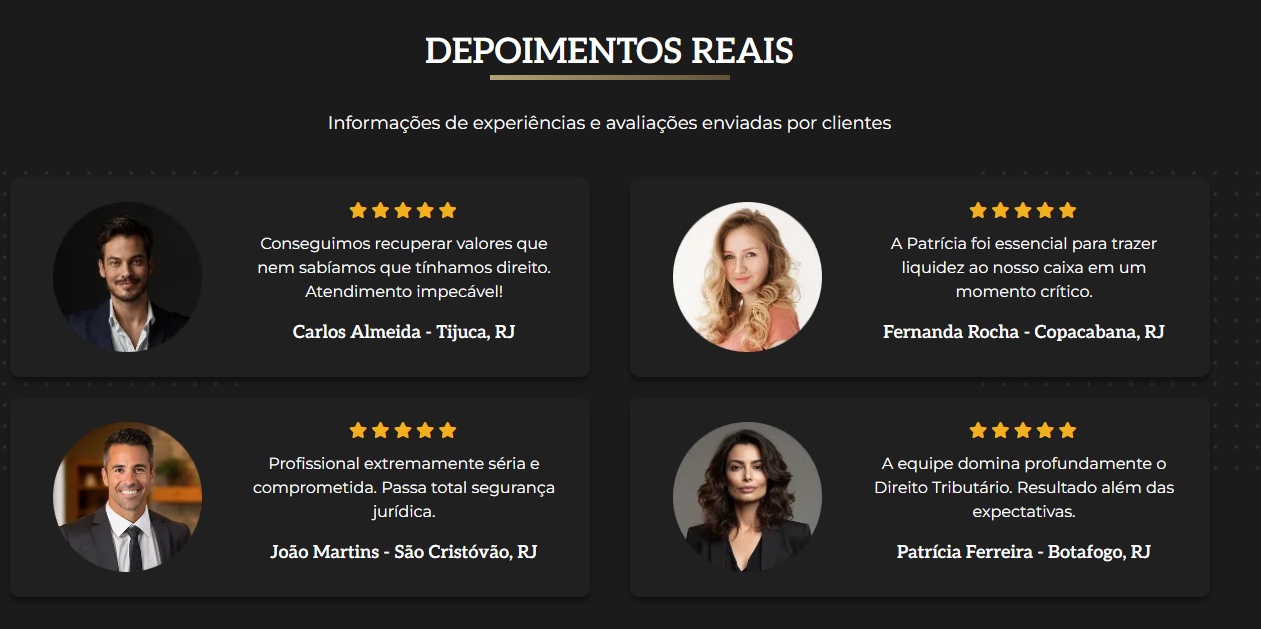 DEPOIMENTOS REAIS
Informações de experiências e avaliações enviadas por clientes
Conseguimos recuperar valores que
nem sabíamos que tínhamos direito.
Atendimento impecável!
Carlos Almeida - Tijuca, RJ
A Patrícia foi essencial para trazer
liquidez ao nosso caixa em um
momento crítico.
Fernanda Rocha - Copacabana, RJ
Profissional extremamente séria e
comprometida. Passa total segurança
jurídica.
João Martins - São Cristóvão, RJ
A equipe domina profundamente o
Direito Tributário. Resultado além das
expectativas.
Patrícia Ferreira - Botafogo, RJ